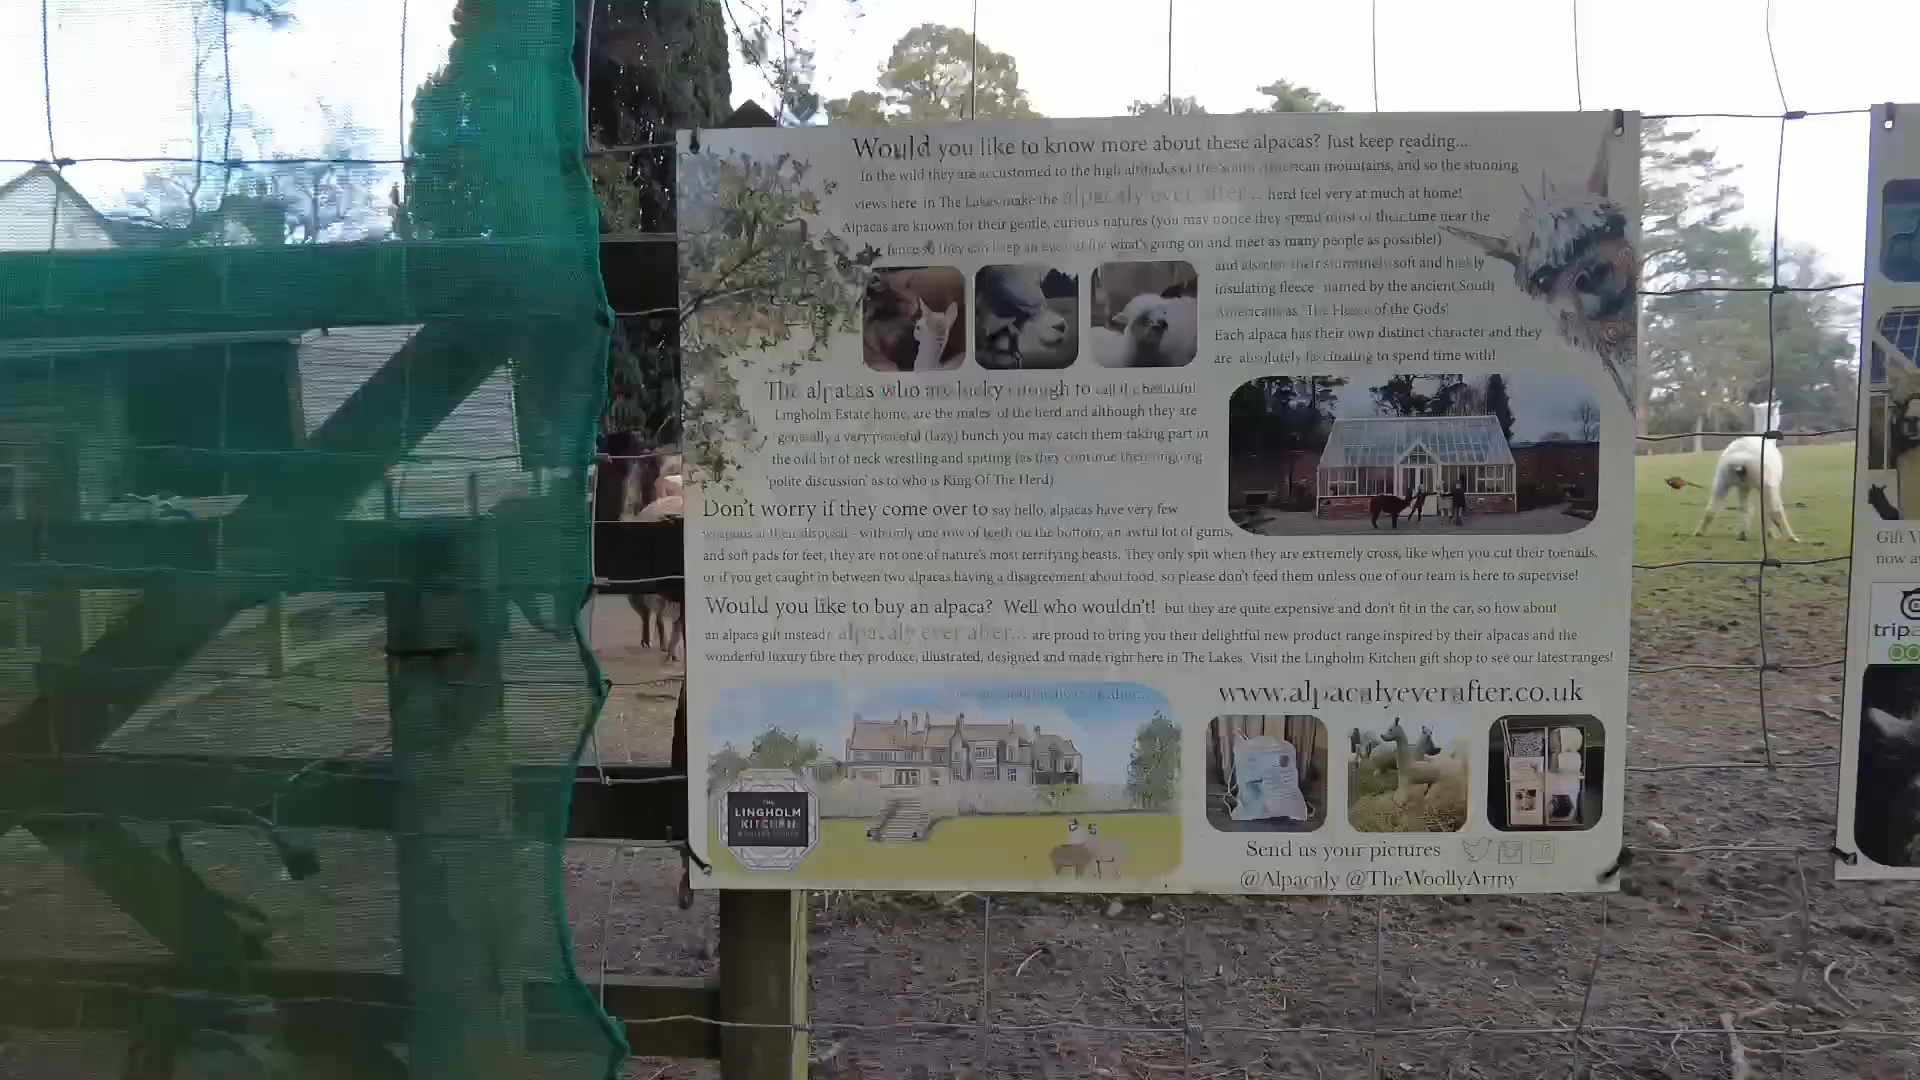 Would you like to know more about these alpacas? Just keep reading...
In the wild they are accustomed to the high altitudes of the South American mountains, and so the stunning
views here in The Lakes make the alpacaly ever after... herd feel very at much at home!
Alpacas are known for their gentle, curious natures (you may notice they spend most of their time near the
fence so they can keep an eye out for what's going on and meet as many people as possible!)
and also for their stunningly soft and highly
insulating fleece - named by the ancient South
Americans as 'The Fleece of the Gods'
Each alpaca has their own distinct character and they
are absolutely fascinating to spend time with!
The alpacas who are lucky enough to call the beautiful
Lingholm Estate home, are the males of the herd and although they are
generally a very peaceful (lazy) bunch you may catch them taking part in
the odd bit of neck wrestling and spitting (as they continue their ongoing
'polite discussion' as to who is King Of The Herd)
Don't worry if they come over to say hello, alpacas have very few
weapons at their disposal - with only one row of teeth on the bottom, an awful lot of gums,
and soft pads for feet, they are not one of nature's most terrifying beasts. They only spit when they are extremely cross, like when you cut their toenails,
or if you get caught in between two alpacas having a disagreement about food, so please don't feed them unless one of our team is here to supervise!
Would you like to buy an alpaca? Well who wouldn't! but they are quite expensive and don't fit in the car, so how about
an alpaca gift instead? alpacaly ever after... are proud to bring you their delightful new product range inspired by their alpacas and the
wonderful luxury fibre they produce, illustrated, designed and made right here in The Lakes. Visit the Lingholm Kitchen gift shop to see our latest ranges!
www.alpacalyeverafter.co.uk
THE
LINGHOLM
KITCHEN
Send us your pictures
@Alpacaly @TheWoollyArmy
Gift
now